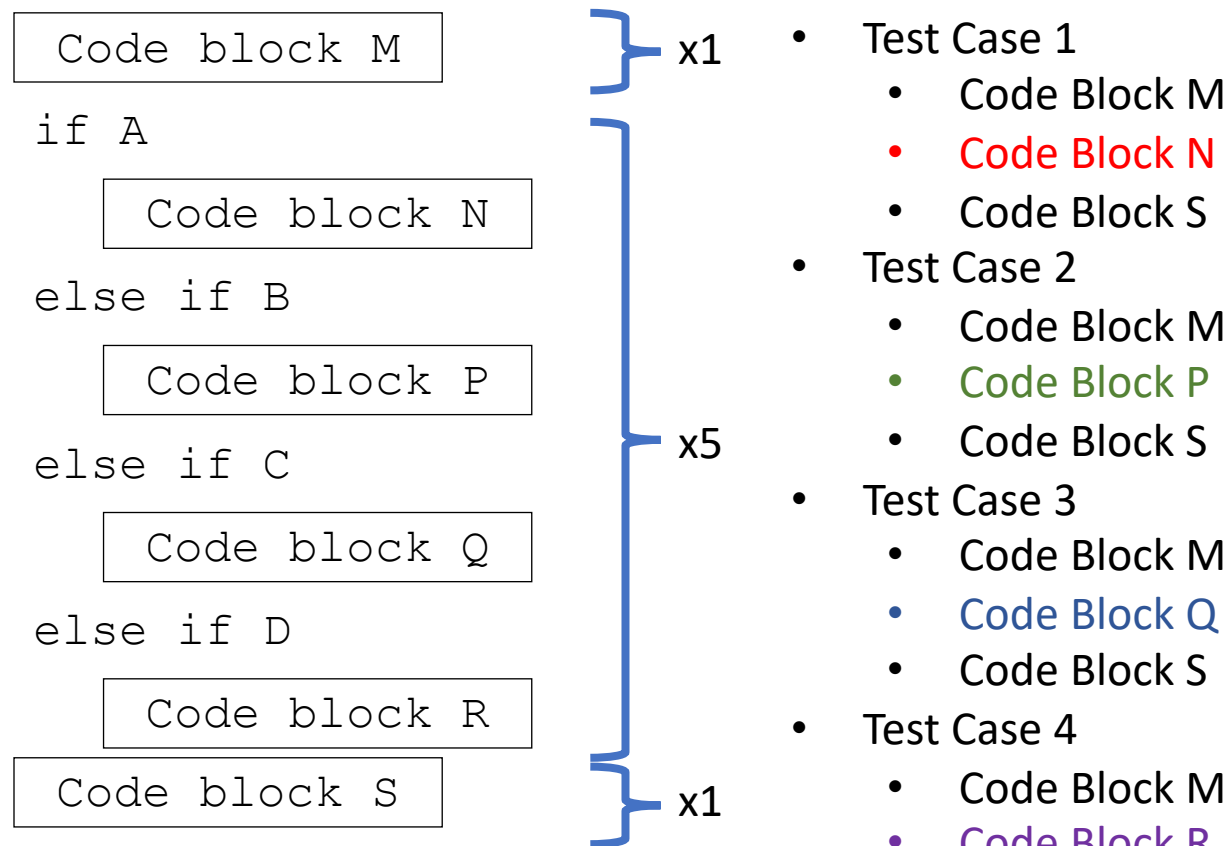 Code block M
if A
Code block N
else if B
Code block P
else if C
Code block Q
else if D
Code block R
Code block S
x1
x5
x1
• Test Case 1
• Code Block M
• Code Block N
• Code Block S
• Test Case 2
• Code Block M
• Code Block P
• Code Block S
• Test Case 3
• Code Block M
• Code Block Q
• Code Block S
• Test Case 4
• Code Block M
• Code Block R